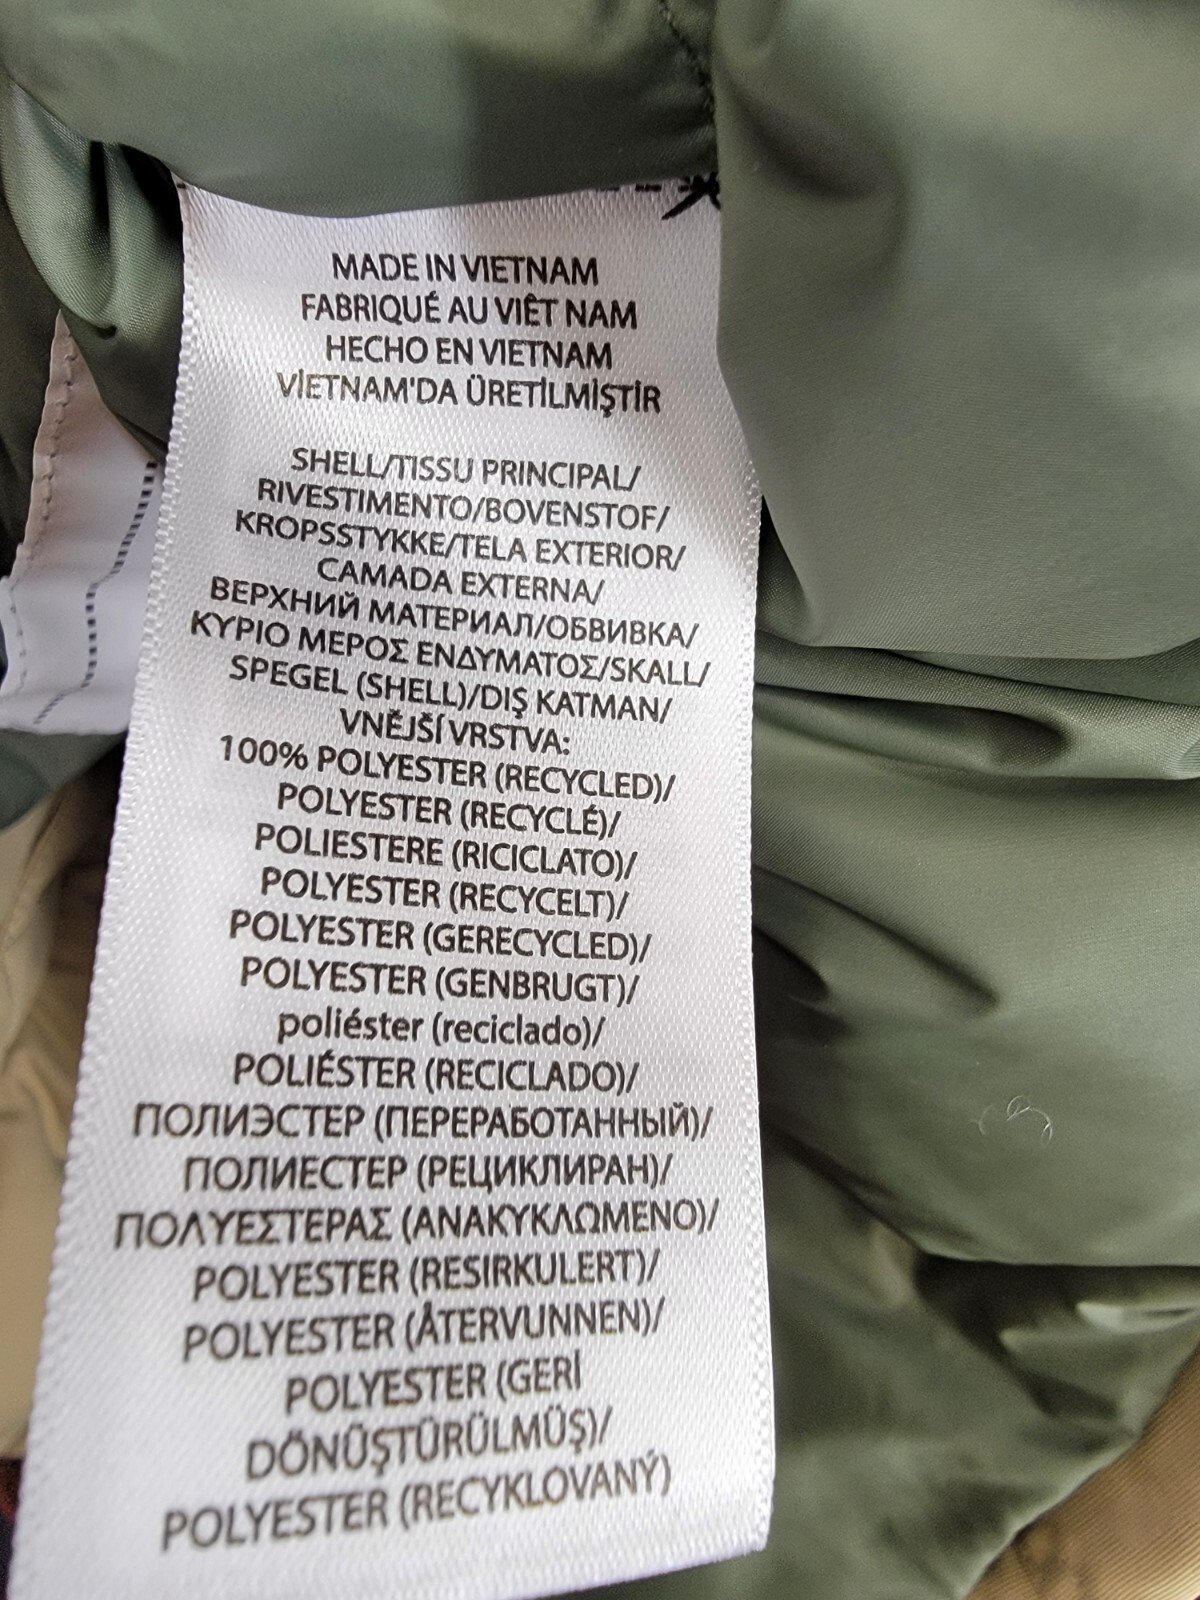 MADE IN VIETNAM
FABRIQUÉ AU VIÊT NAM
HECHO EN VIETNAM
VİETNAM'DA ÜRETİLMİŞTİR
SHELL/TISSU PRINCIPAL/
RIVESTIMENTO/BOVENSTOF/
KROPSSTYKKE/TELA EXTERIOR/
CAMADA EXTERNA/
ВЕРХНИЙ МАТЕРИАЛ/ОБВИВКА/
ΚΥΡΙΟ ΜΕΡΟΣ ΕΝΔΥΜΑΤΟΣ/SKALL/
SPEGEL (SHELL)/DIŞ KATMAN/
VNĚJŠÍ VRSTVA:
100% POLYESTER (RECYCLED)/
POLYESTER (RECYCLÉ)/
POLIESTERE (RICICLATO)/
POLYESTER (RECYCELT)/
POLYESTER (GERECYCLED)/
POLYESTER (GENBRUGT)/
poliéster (reciclado)/
POLIÉSTER (RECICLADO)/
ПОЛИЭСТЕР (ПЕРЕРАБОТАННЫЙ)/
ПОЛИЕСТЕР (РЕЦИКЛИРАН)/
ΠΟΛΥΕΣΤΕΡΑΣ (ΑΝΑΚΥΚΛΩΜΕΝΟ)/
POLYESTER (RESIRKULERT)/
POLYESTER (ÅTERVUNNEN)/
POLYESTER (GERİ
DÖNÜŞTÜRÜLMÜŞ)/
POLYESTER (RECYKLOVANÝ)